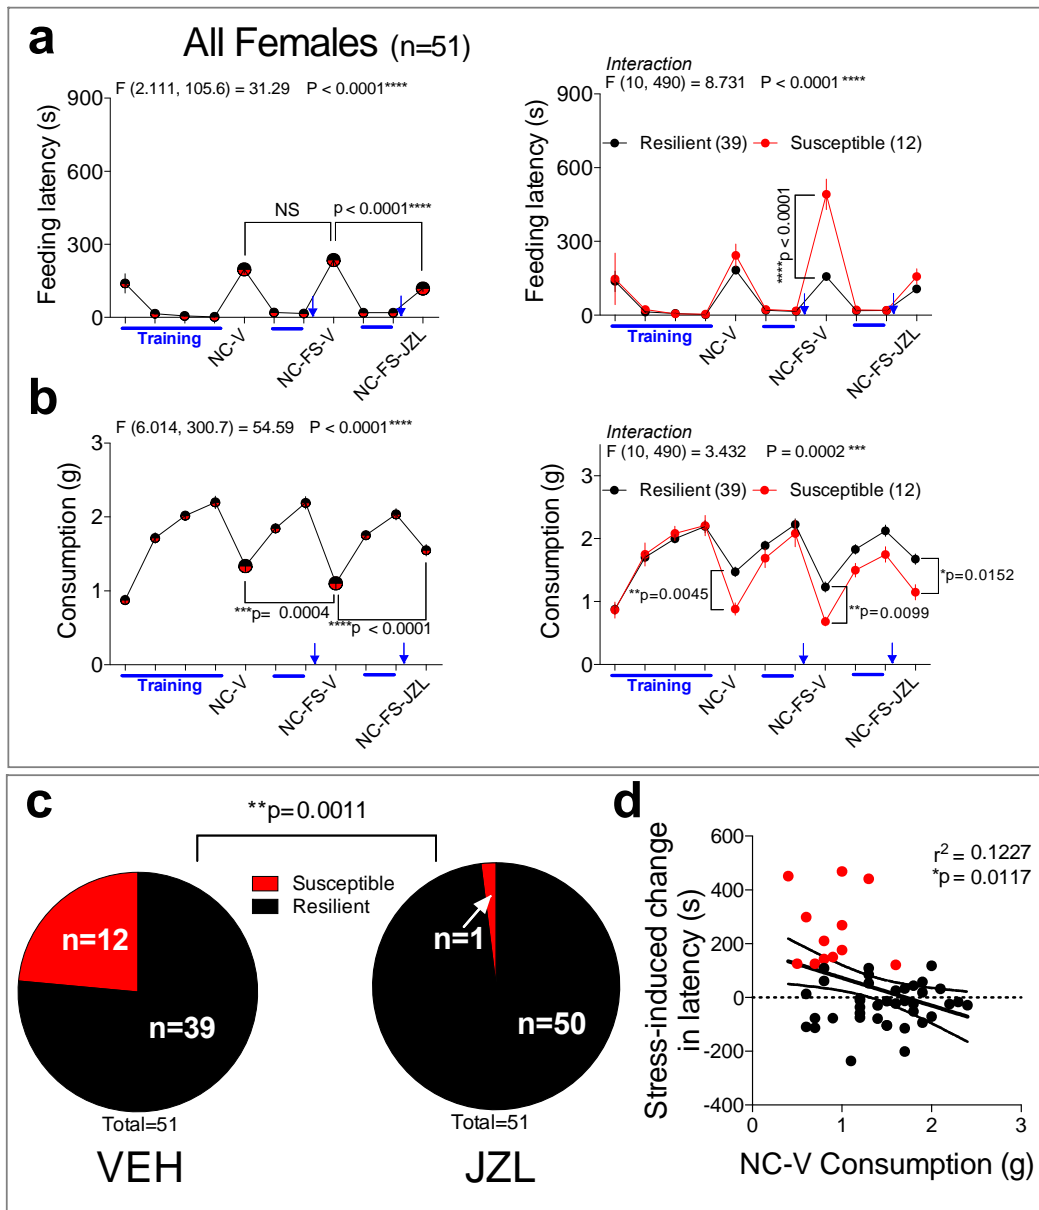 a
All Females (n=51)
F (2.111, 105.6) = 31.29 P < 0.0001****
Feeding latency (s)
900
600
300
0
NS
p < 0.0001****
Training
NC-V
NC-FS-V
NC-FS-JZL
Interaction
F (10, 490) = 8.731 P < 0.0001 ****
Feeding latency (s)
900
600
300
0
Resilient (39)
Susceptible (12)
****p < 0.0001
Training
NC-V
NC-FS-V
NC-FS-JZL
b
F (6.014, 300.7) = 54.59 P < 0.0001****
Consumption (g)
3
2
1
0
***p= 0.0004
****p < 0.0001
Training
NC-V
NC-FS-V
NC-FS-JZL
Interaction
F (10, 490) = 3.432 P = 0.0002 ***
Consumption (g)
3
2
1
0
Resilient (39)
Susceptible (12)
**p=0.0045
**p=0.0099
*p=0.0152
Training
NC-V
NC-FS-V
NC-FS-JZL
c
**p=0.0011
Susceptible
Resilient
n=12
n=39
Total=51
VEH
n=1
n=50
Total=51
JZL
d
Stress-induced change
in latency (s)
600
400
200
0
-200
-400
r² = 0.1227
*p = 0.0117
0
1
2
3
NC-V Consumption (g)